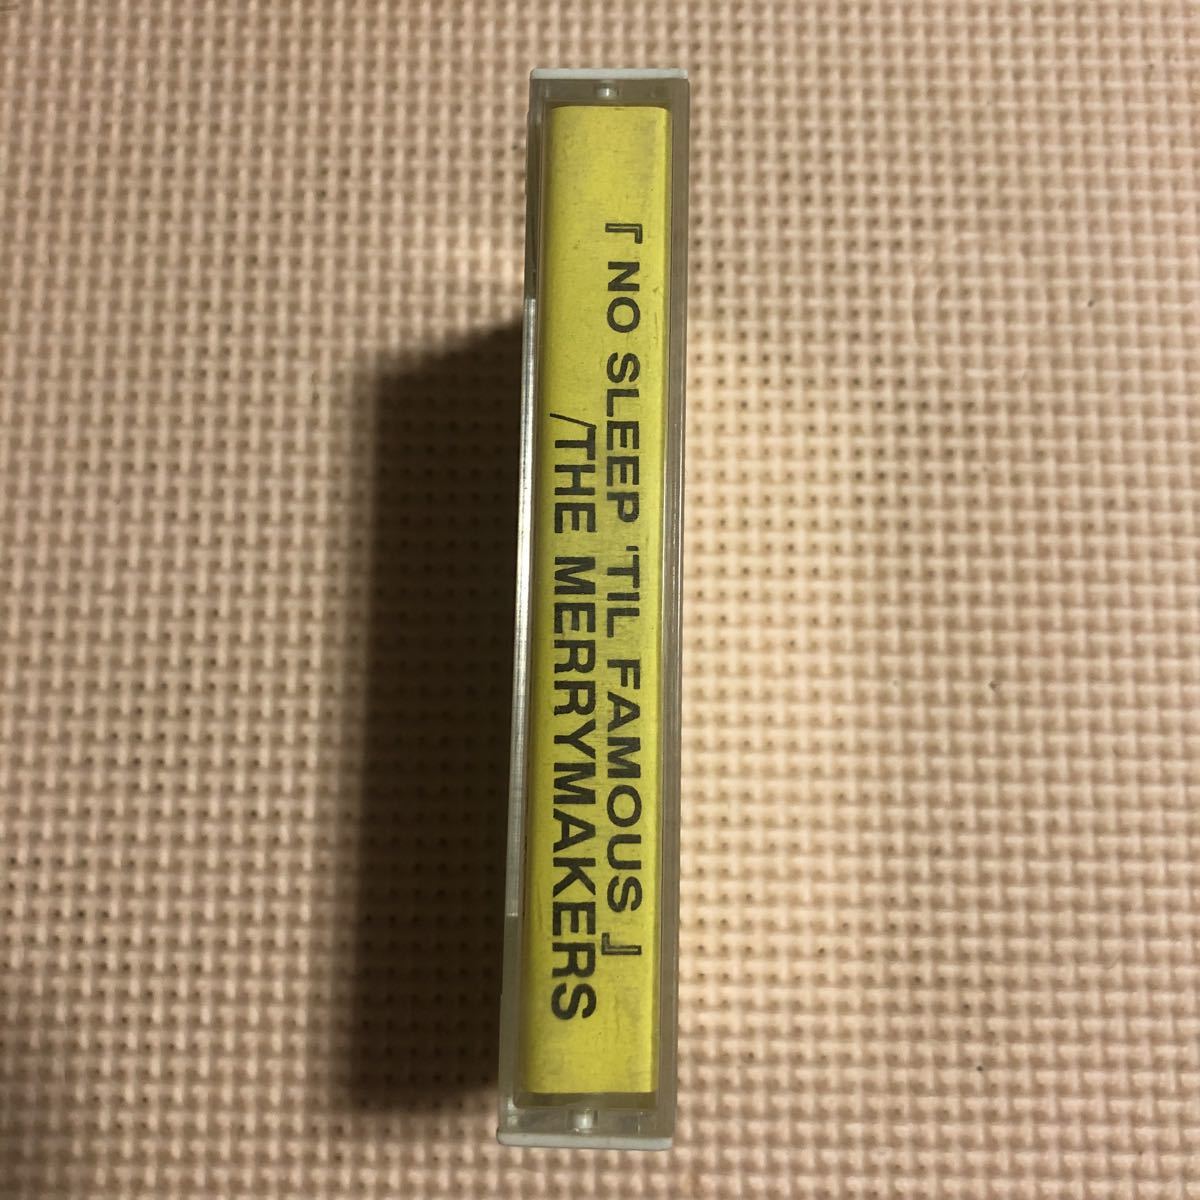 『NO SLEEP 'TIL FAMOUS』
/THE MERRYMAKERS